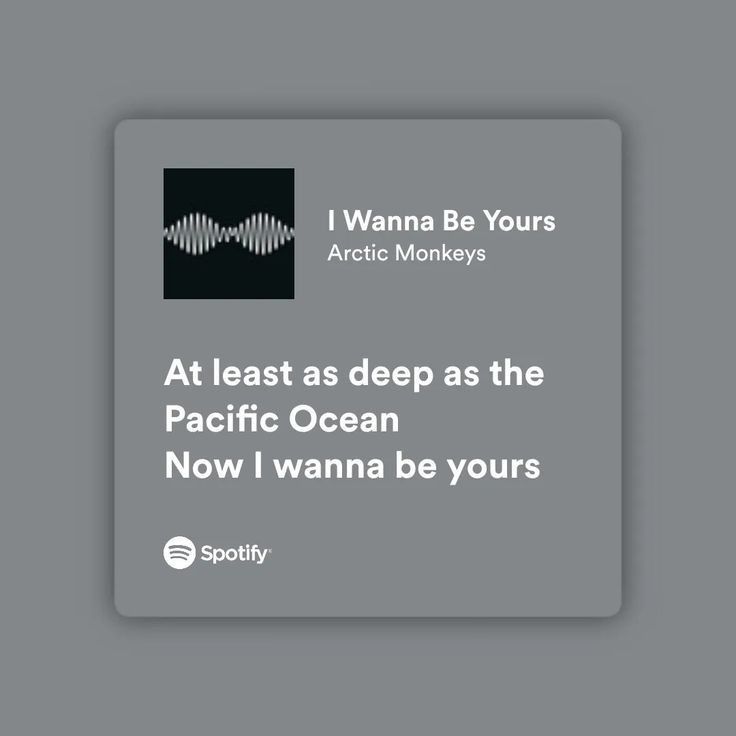 I Wanna Be Yours
Arctic Monkeys
At least as deep as the
Pacific Ocean
Now I wanna be yours
Spotify